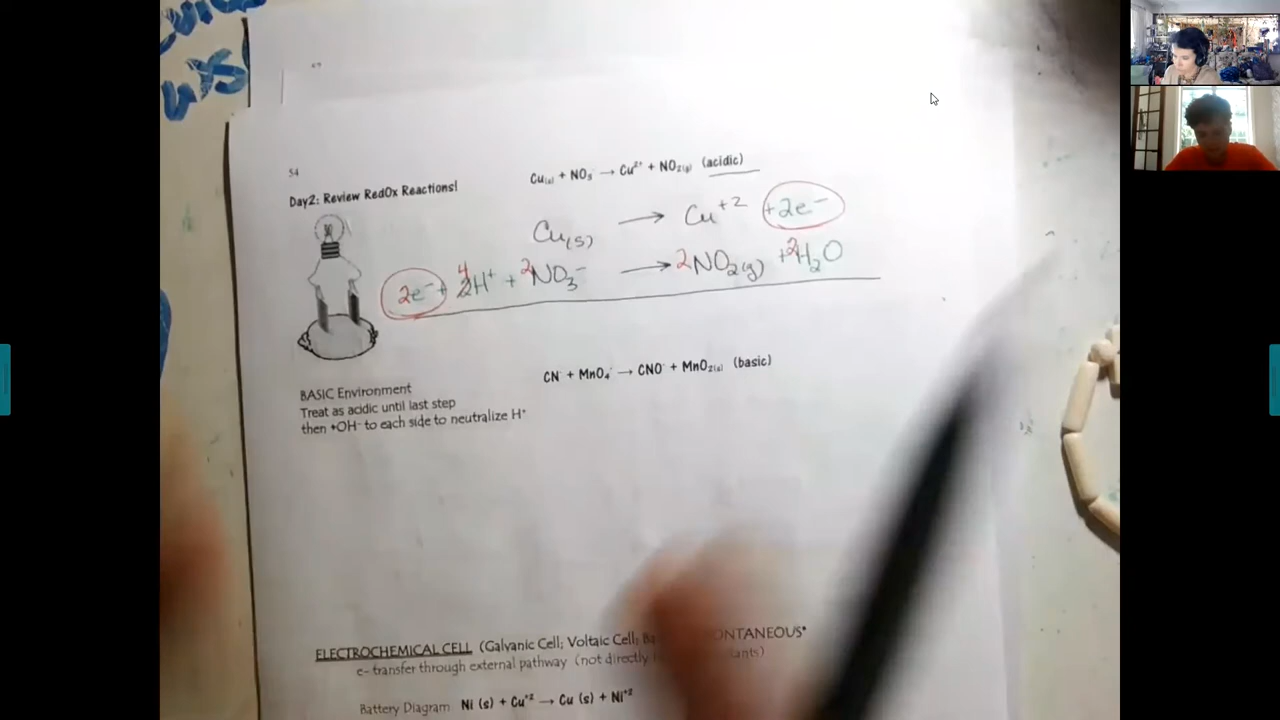 54
Day2: Review RedOx Reactions!
Cu(s) + NO₃⁻ → Cu²⁺ + NO₂(g) (acidic)
Cu(s) → Cu⁺² +2e⁻
2e⁻ + 4 2H⁺ + 2NO₃⁻ → 2NO₂(g) + 2H₂O
CN⁻ + MnO₄⁻ → CNO⁻ + MnO₂(s) (basic)
BASIC Environment
Treat as acidic until last step
then +OH⁻ to each side to neutralize H⁺
ELECTROCHEMICAL CELL (Galvanic Cell; Voltaic Cell;
e- transfer through external pathway (not directly
Battery Diagram Ni (s) + Cu⁺² → Cu (s) + Ni⁺²